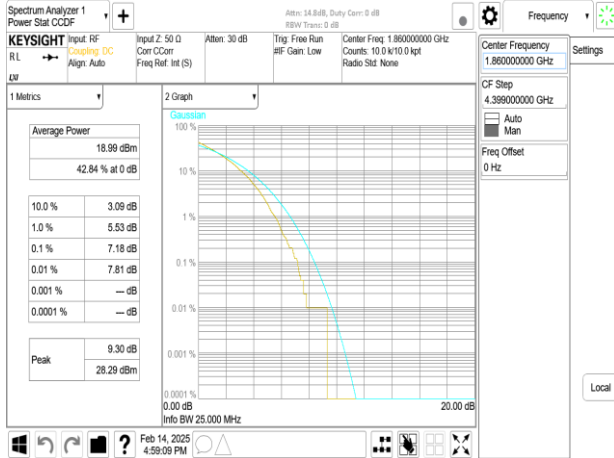 Spectrum Analyzer 1
Power Stat CCDF
Attn: 14.8dB, Duty Corr: 0 dB
RBW Trans: 0 dB
Frequency
KEYSIGHT
RL
Input: RF
Coupling: DC
Align: Auto
Input Z: 50 Ω
Corr CCorr
Freq Ref: Int (S)
Atten: 30 dB
Trig: Free Run
#IF Gain: Low
Center Freq: 1.860000000 GHz
Counts: 10.0 k/10.0 kpt
Radio Std: None
Center Frequency
1.860000000 GHz
Settings
CF Step
4.399000000 GHz
Auto
Man
Freq Offset
0 Hz
1 Metrics
2 Graph
Average Power
18.99 dBm
42.84 % at 0 dB
10.0 % 3.09 dB
1.0 % 5.53 dB
0.1 % 7.18 dB
0.01 % 7.81 dB
0.001 % --- dB
0.0001 % --- dB
Peak 9.30 dB
28.29 dBm
Gaussian
100 %
10 %
1 %
0.1 %
0.01 %
0.001 %
0.0001 %
0.00 dB
20.00 dB
Info BW 25.000 MHz
Local
?
Feb 14, 2025
4:59:09 PM